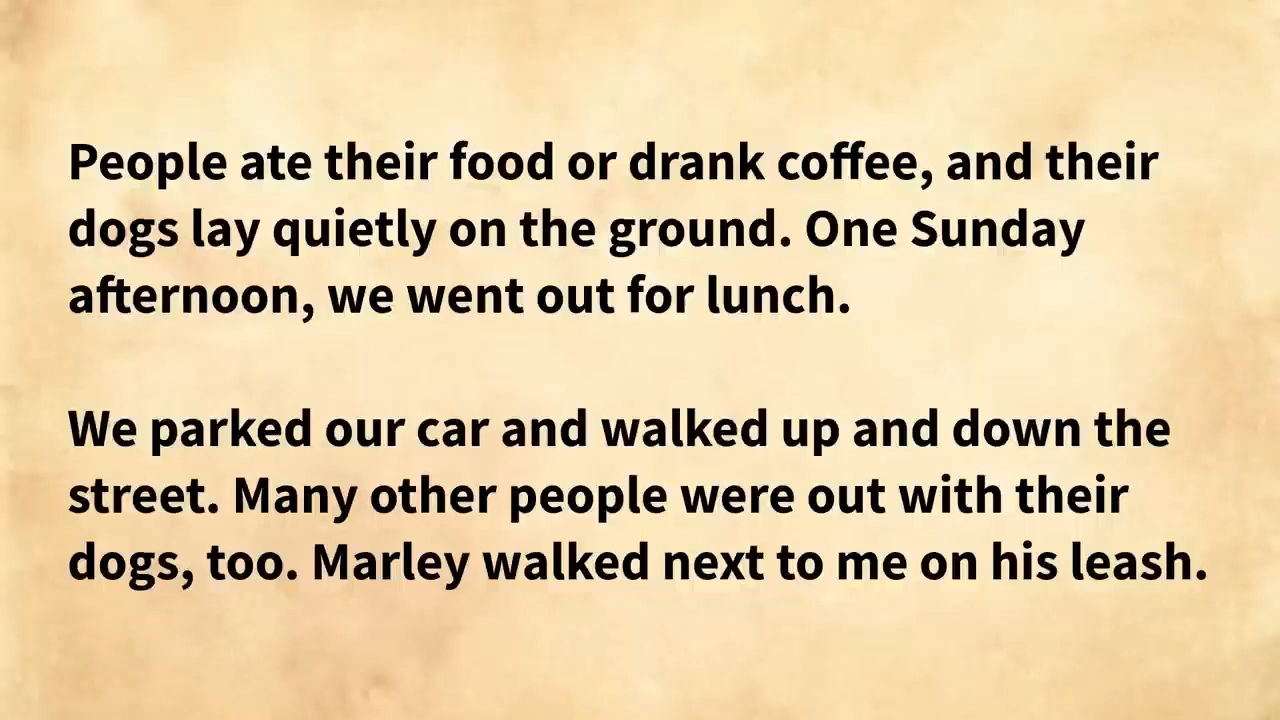 People ate their food or drank coffee, and their
dogs lay quietly on the ground. One Sunday
afternoon, we went out for lunch.
We parked our car and walked up and down the
street. Many other people were out with their
dogs, too. Marley walked next to me on his leash.